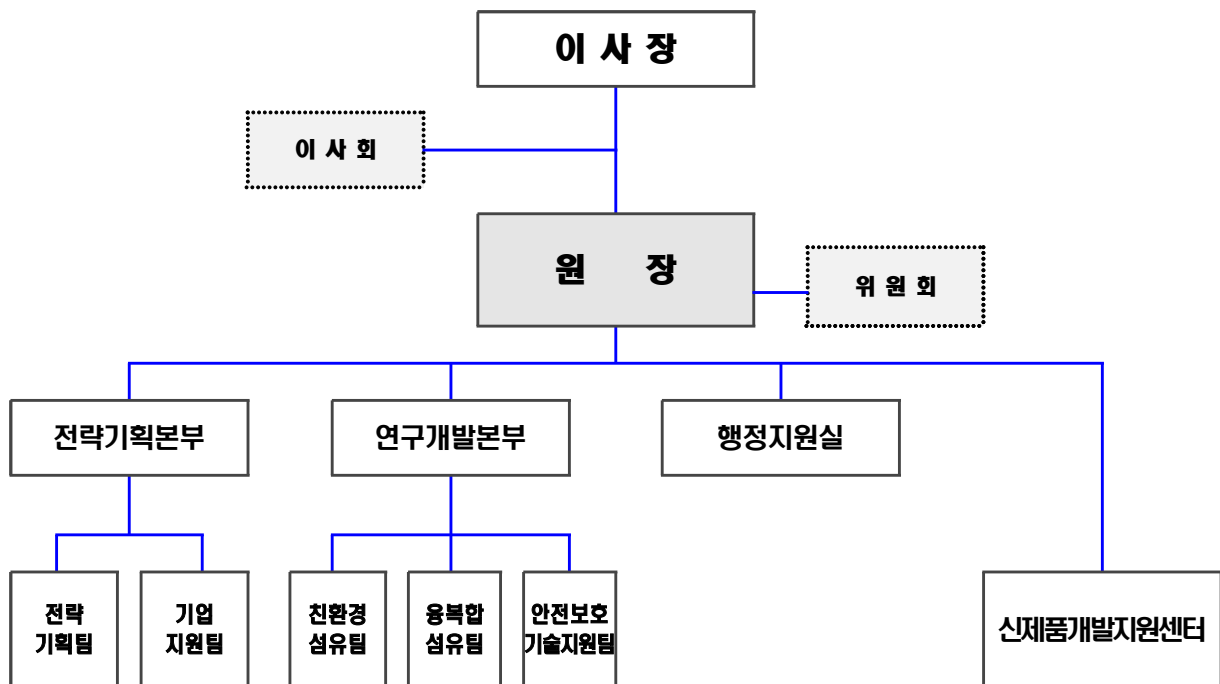 이 사 장
이 사 회
원 장
위 원 회
전략기획본부
연구개발본부
행정지원실
전략
기획팀
기업
지원팀
친환경
섬유팀
융복합
섬유팀
안전보호
기술지원팀
신제품개발지원센터